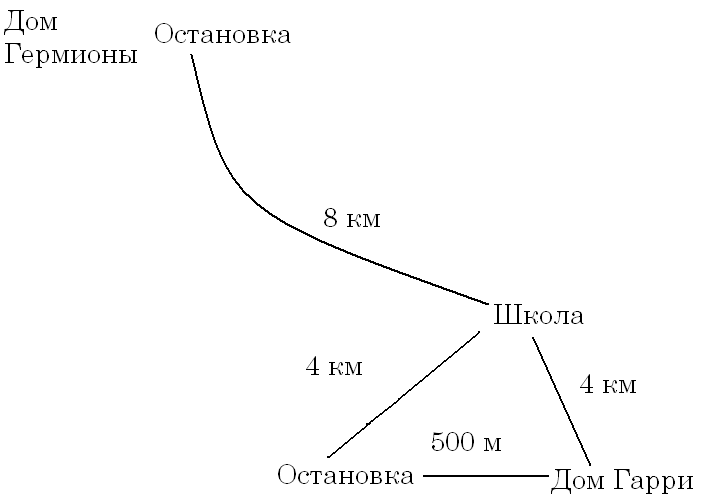 Дом
Гермионы
Остановка
8 км
Школа
4 км
4 км
500 м
Остановка
Дом Гарри